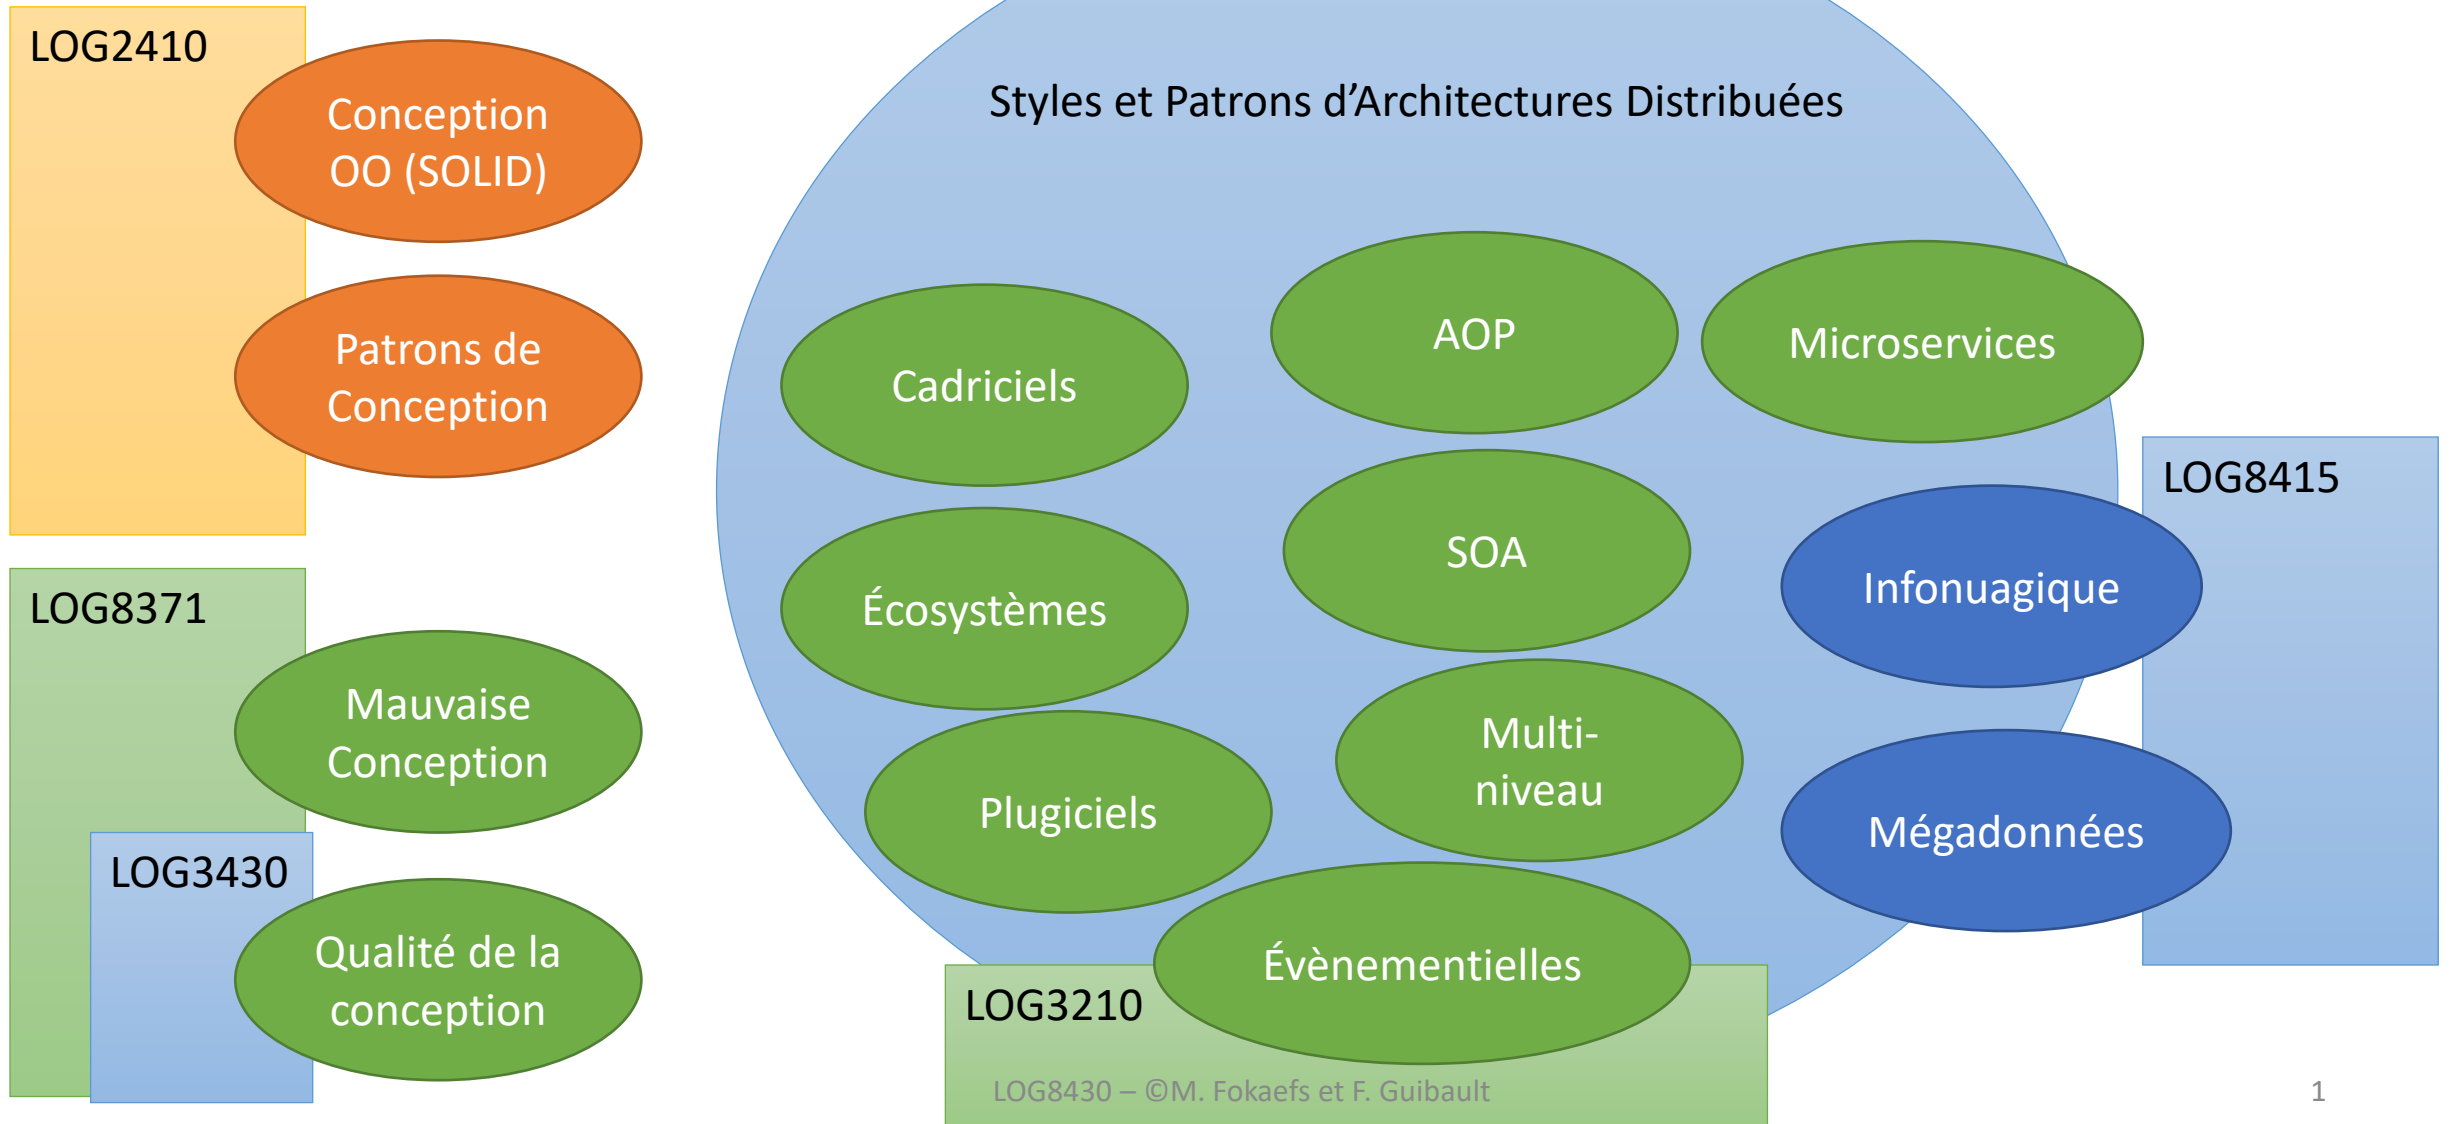 LOG2410
Conception
OO (SOLID)
Patrons de
Conception
LOG8371
Mauvaise
Conception
LOG3430
Qualité de la
conception
Styles et Patrons d’Architectures Distribuées
Cadriciels
AOP
Microservices
Écosystèmes
SOA
Infonuagique
LOG8415
Plugiciels
Multi-
niveau
Mégadonnées
Évènementielles
LOG3210
LOG8430 – ©M. Fokaefs et F. Guibault
1